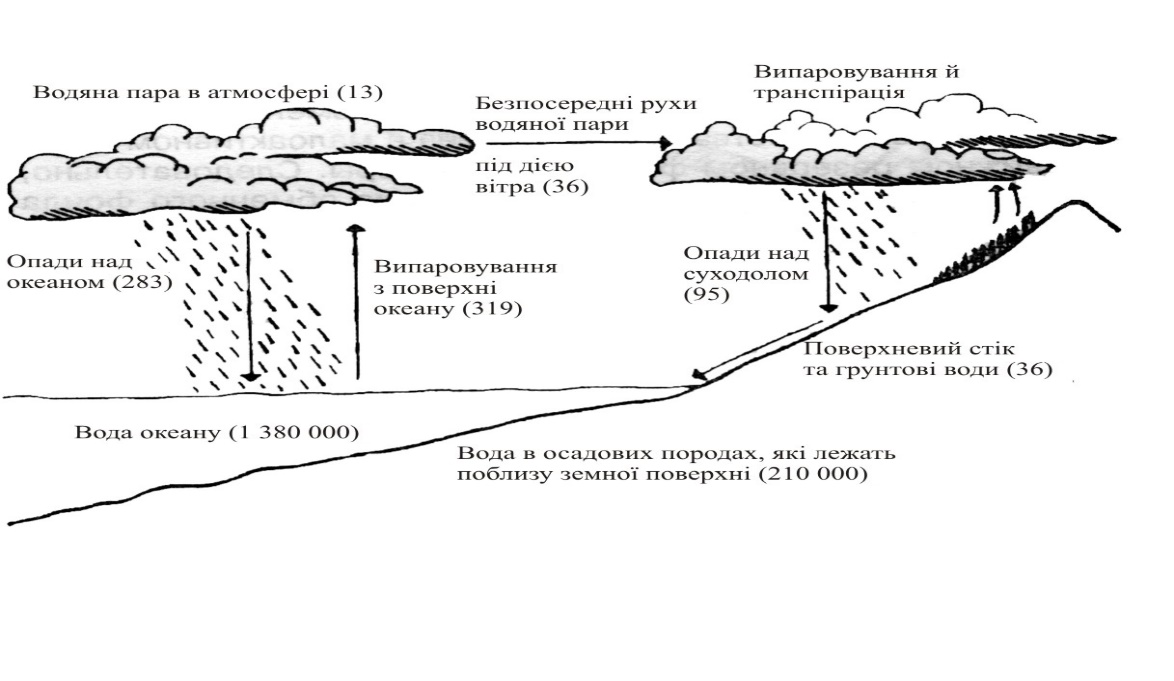 Водяна пара в атмосфері (13)
Безпосередні рухи
водяної пари
під дією
вітра (36)
Випаровування й
транспірація
Опади над
океаном (283)
Випаровування
з поверхні
океану (319)
Опади над
суходолом
(95)
Поверхневий стік
та грунтові води (36)
Вода океану (1 380 000)
Вода в осадових породах, які лежать
поблизу земної поверхні (210 000)